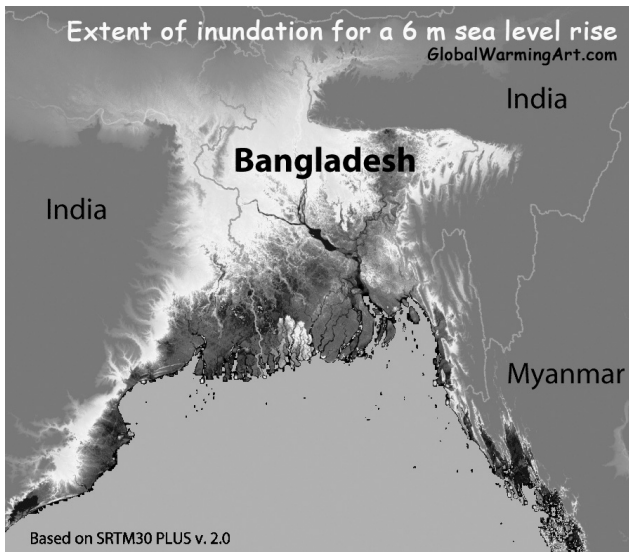 Extent of inundation for a 6 m sea level rise
GlobalWarmingArt.com
India
Bangladesh
India
Myanmar
Based on SRTM30 PLUS v. 2.0